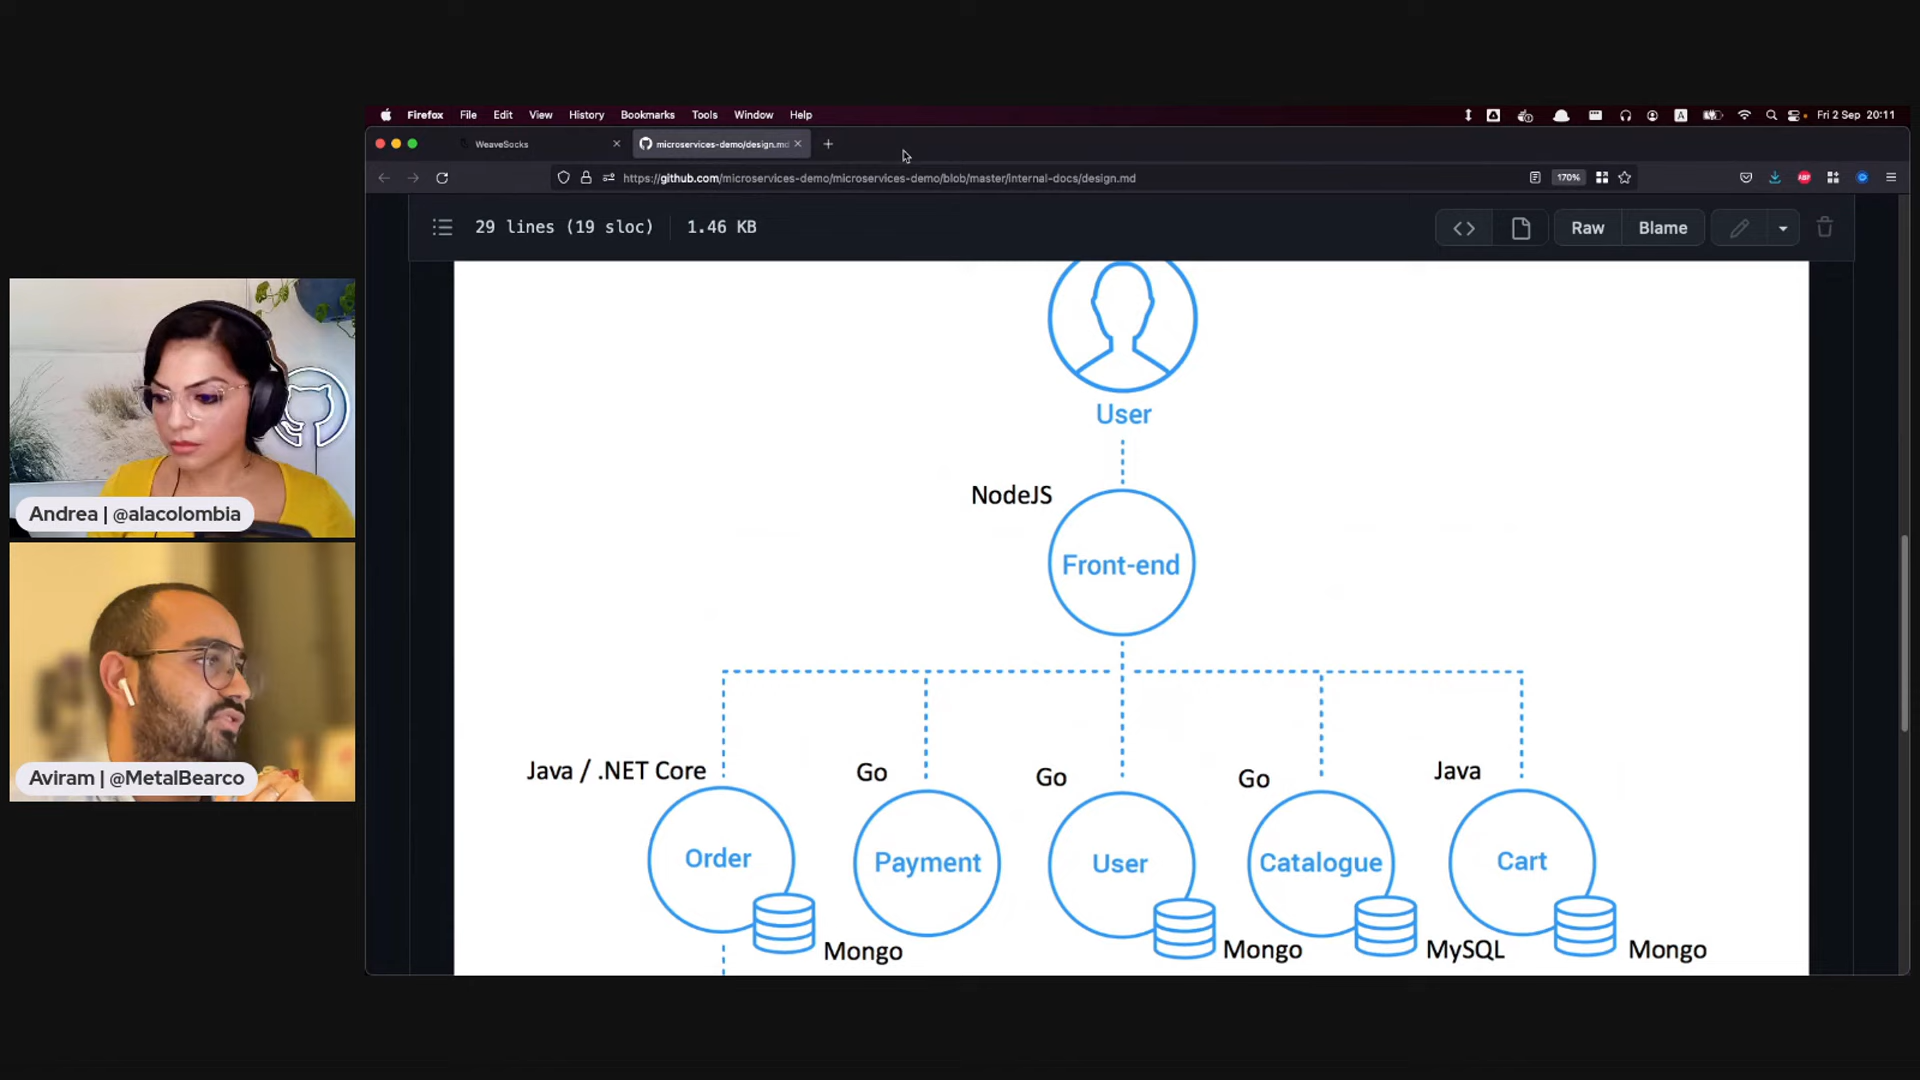 Firefox File Edit View History Bookmarks Tools Window Help
A
Fri 2 Sep 20:11
WeaveSocks
microservices-demo/design.md
https://github.com/microservices-demo/microservices-demo/blob/master/internal-docs/design.md
170%
ABP
29 lines (19 sloc) 1.46 KB
Raw
Blame
User
NodeJS
Front-end
Java / .NET Core
Go
Go
Go
Java
Order
Payment
User
Catalogue
Cart
Mongo
Mongo
MySQL
Mongo
Andrea | @alacolombia
Aviram | @MetalBearco